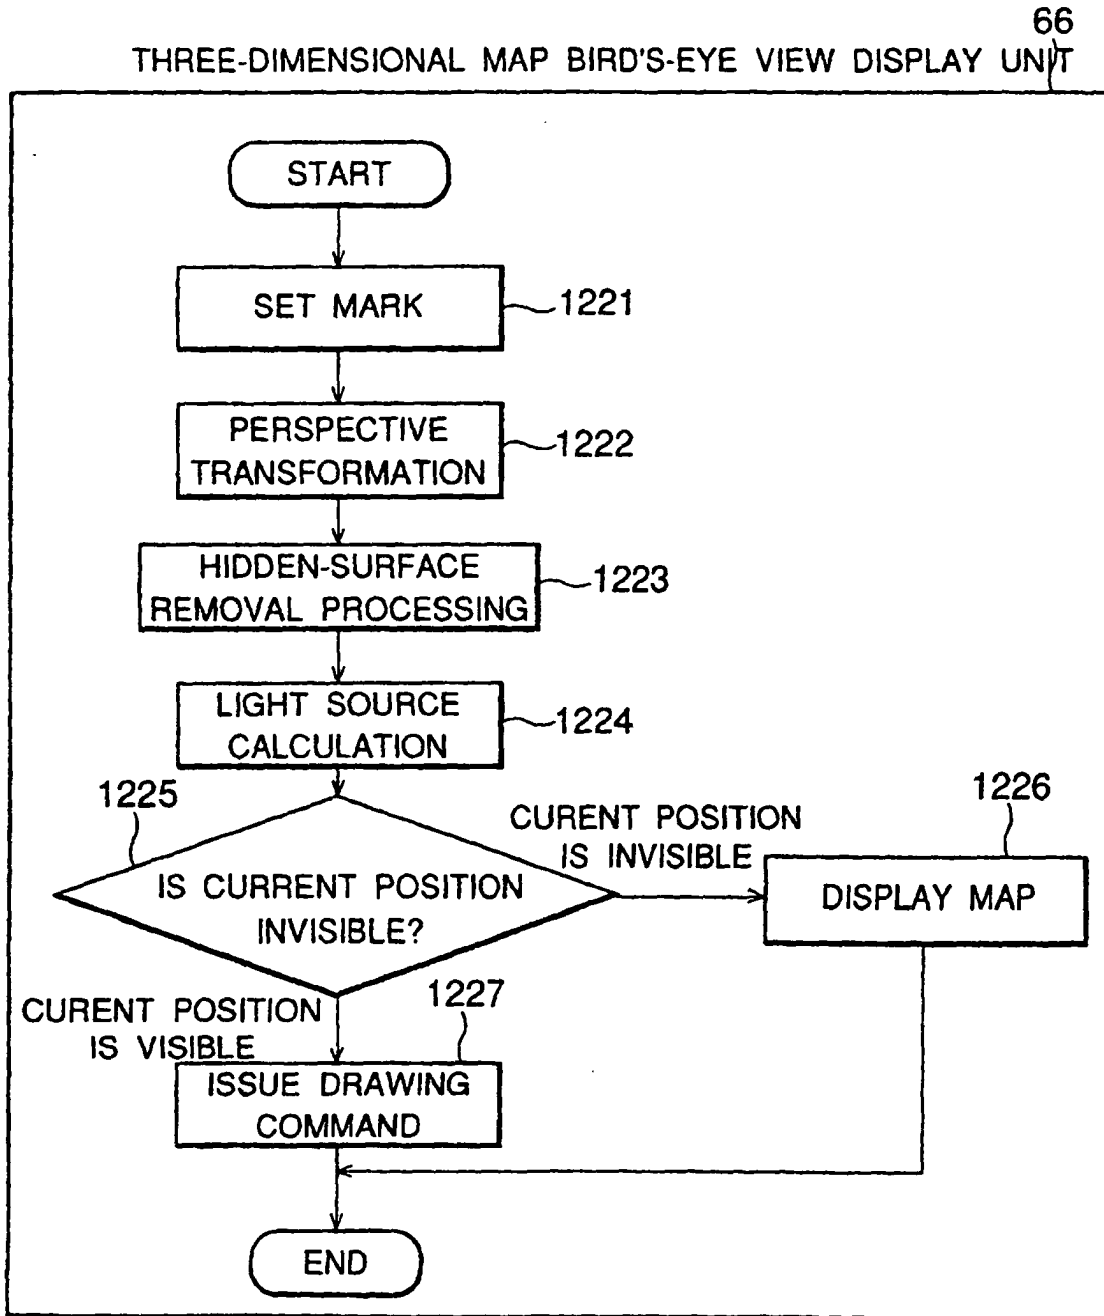 66
THREE-DIMENSIONAL MAP BIRD'S-EYE VIEW DISPLAY UNIT
START
SET MARK
1221
PERSPECTIVE
TRANSFORMATION
1222
HIDDEN-SURFACE
REMOVAL PROCESSING
1223
LIGHT SOURCE
CALCULATION
1224
1225
IS CURRENT POSITION
INVISIBLE?
CURENT POSITION
IS INVISIBLE
1226
DISPLAY MAP
CURENT POSITION
IS VISIBLE
1227
ISSUE DRAWING
COMMAND
END